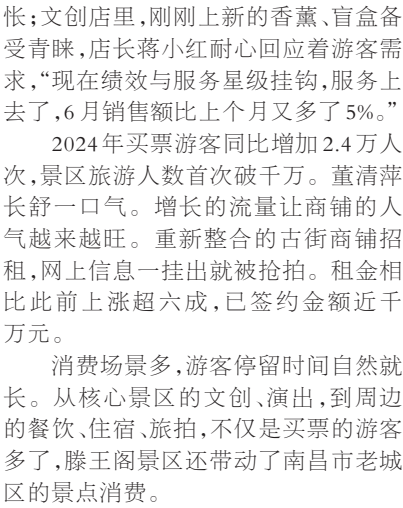 怅;文创店里,刚刚上新的香薰、盲盒备
受青睐,店长蒋小红耐心回应着游客需
求,“现在绩效与服务星级挂钩,服务上
去了,6月销售额比上个月又多了5%。”
2024年买票游客同比增加2.4万人
次,景区旅游人数首次破千万。董清萍
长舒一口气。增长的流量让商铺的人
气越来越旺。重新整合的古街商铺招
租,网上信息一挂出就被抢拍。租金相
比此前上涨超六成,已签约金额近千
万元。
消费场景多,游客停留时间自然就
长。从核心景区的文创、演出,到周边
的餐饮、住宿、旅拍,不仅是买票的游客
多了,滕王阁景区还带动了南昌市老城
区的景点消费。